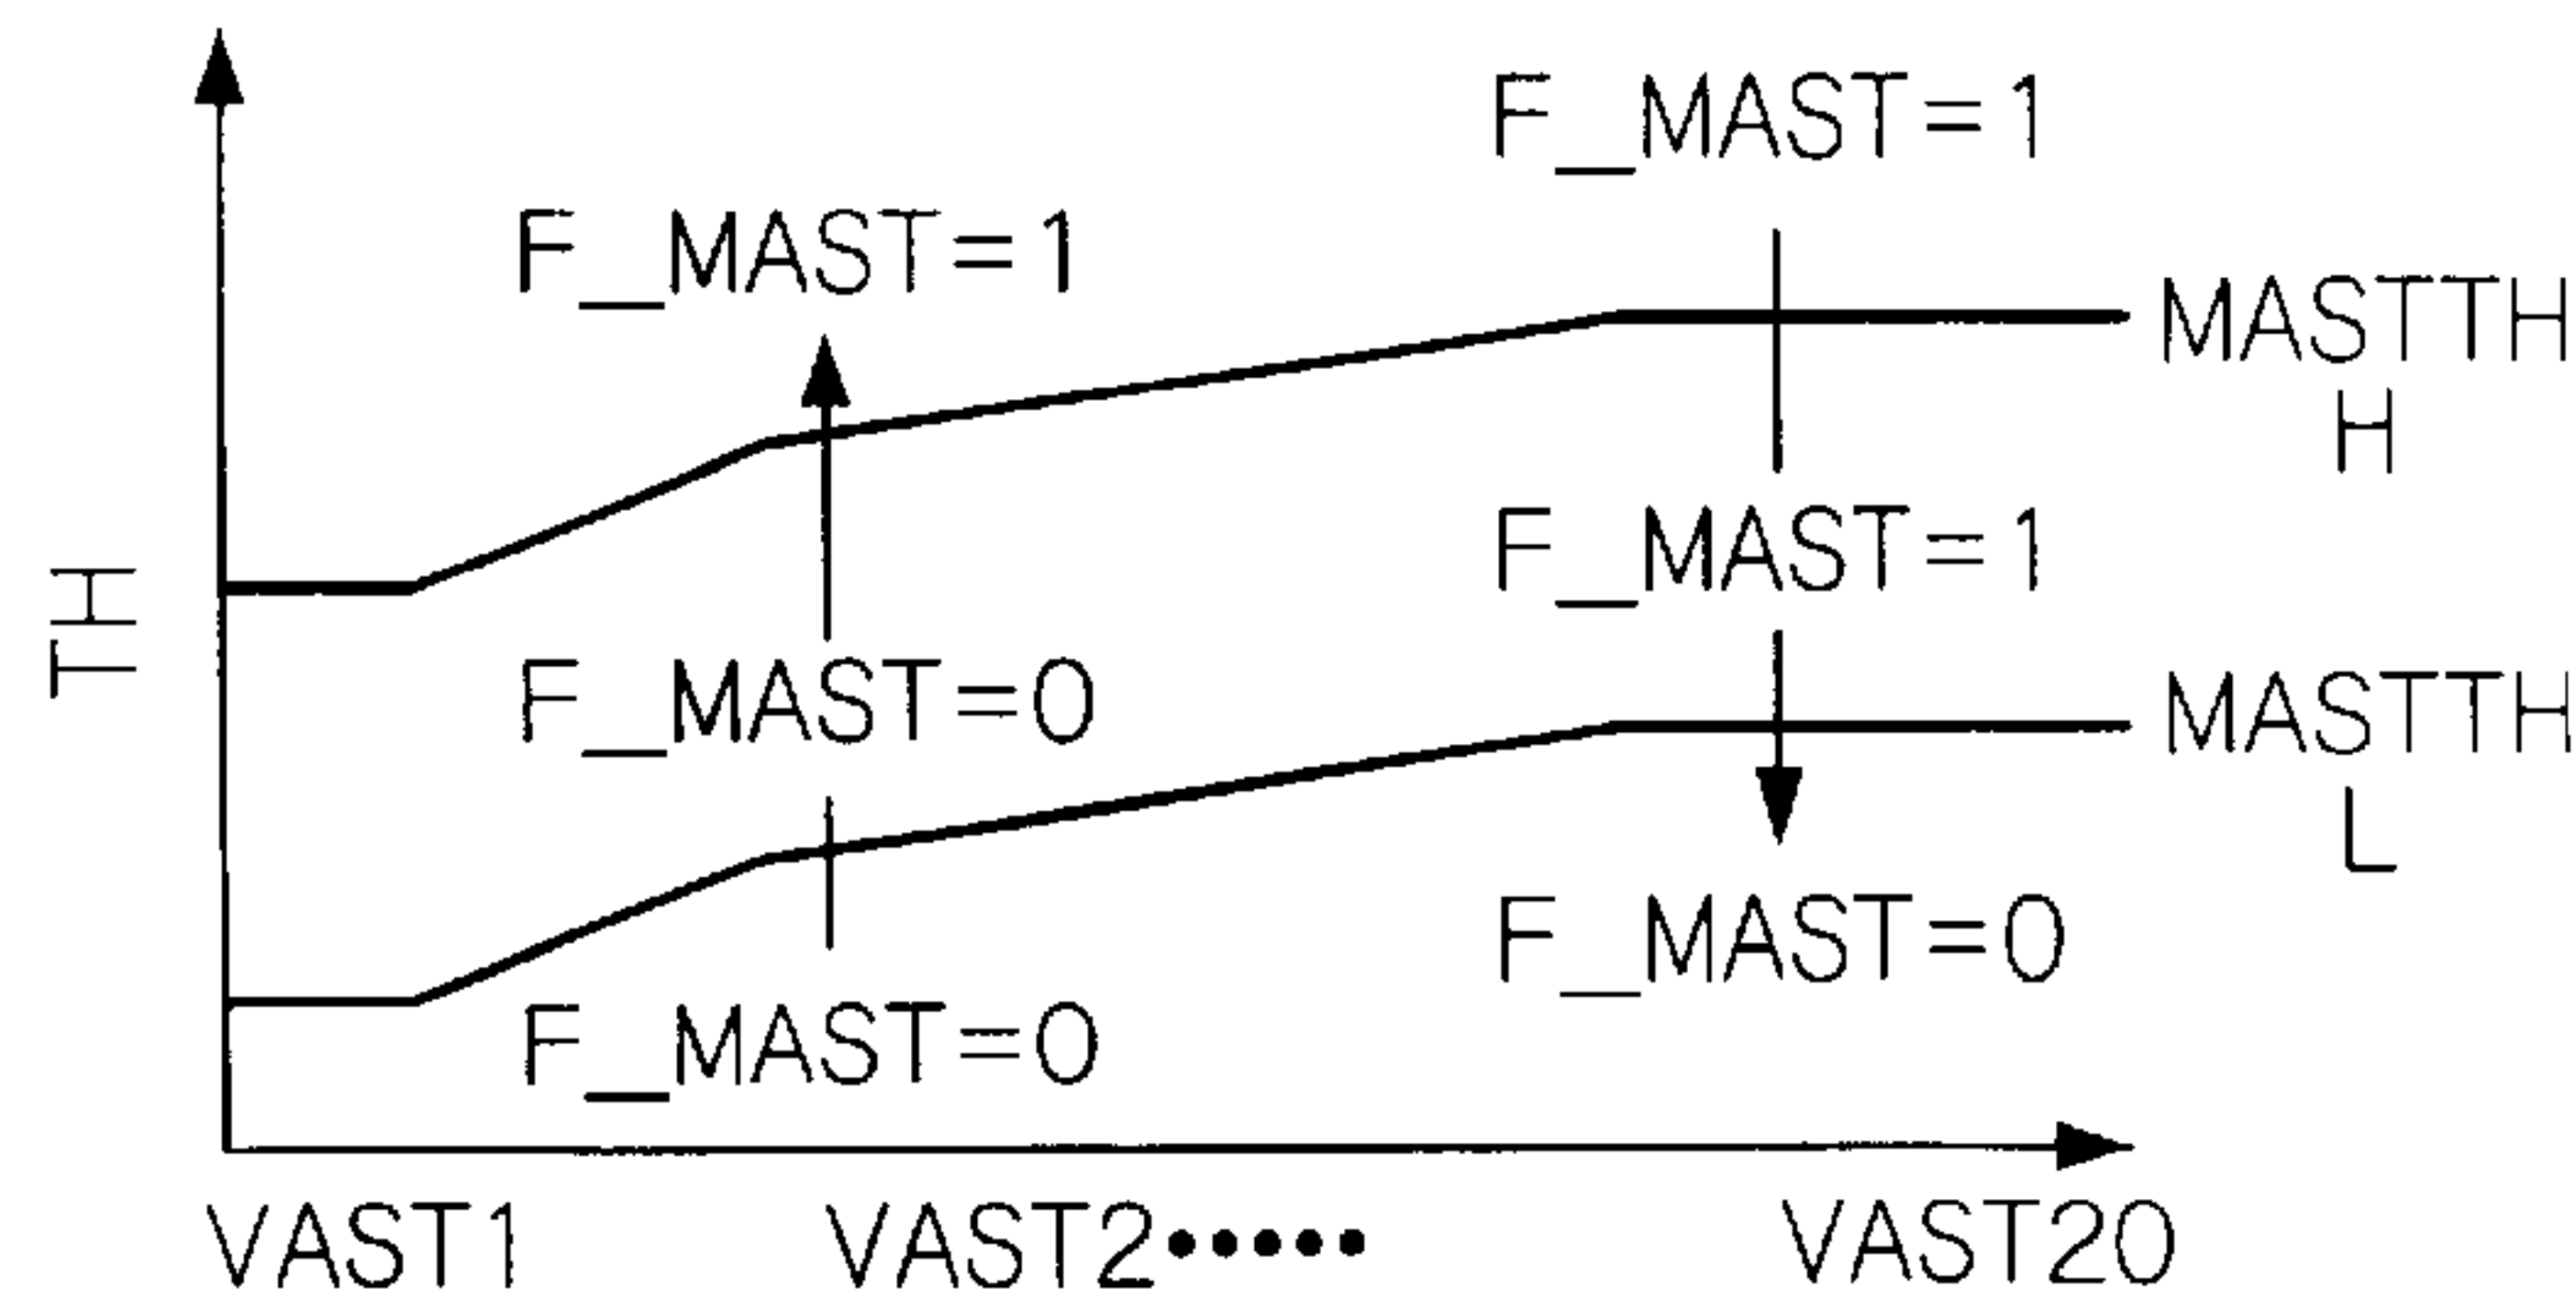 F_MAST=1
F_MAST=1
MASTTH
H
F_MAST=1
TH
F_MAST=0
MASTTH
L
F_MAST=0
F_MAST=0
VAST1
VAST2•••••
VAST20